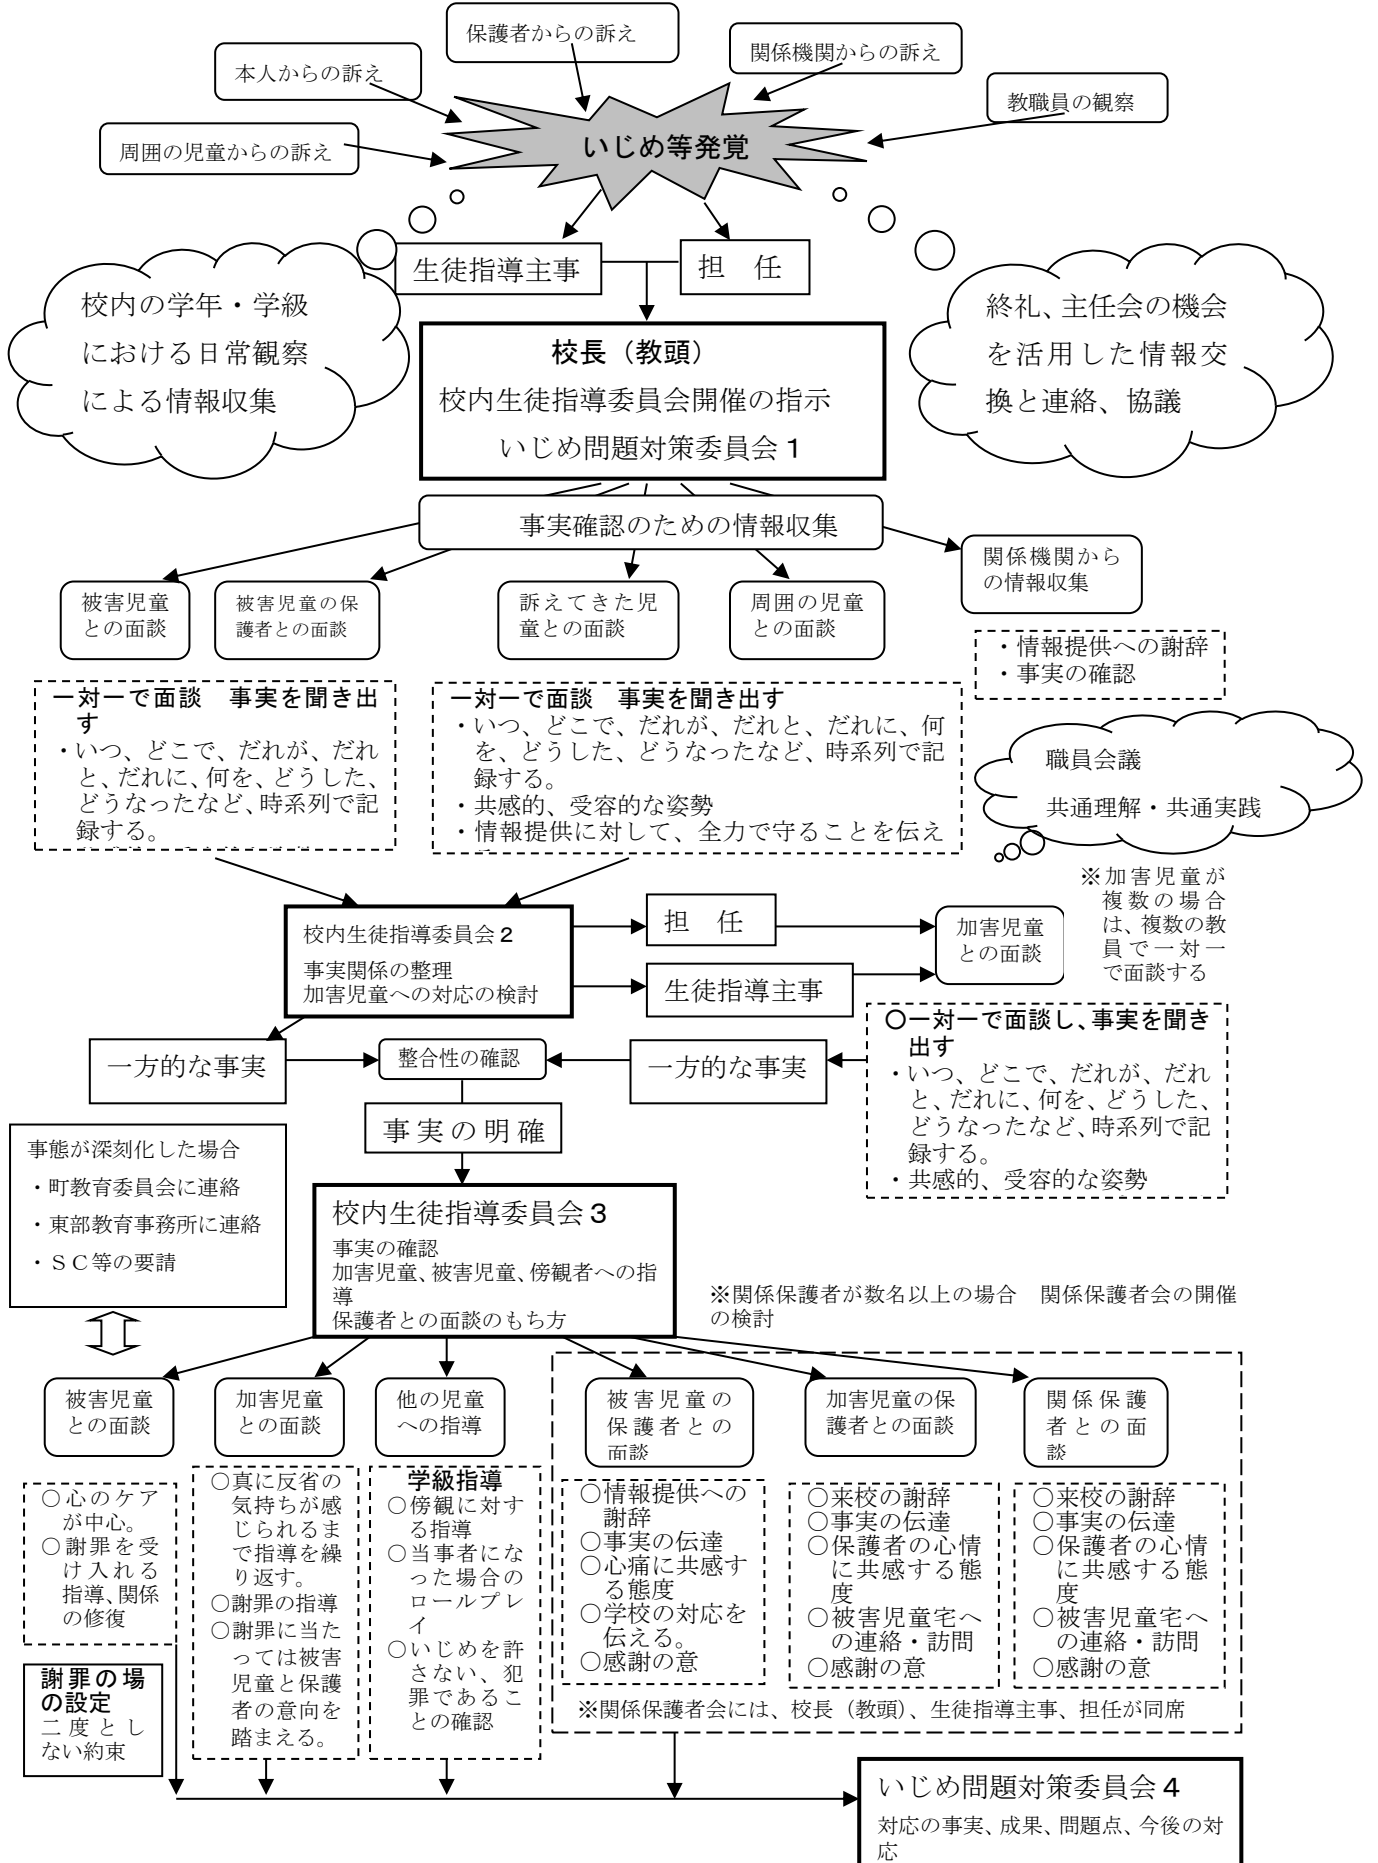 保護者からの訴え
関係機関からの訴え
本人からの訴え
教職員の観察
周囲の児童からの訴え
いじめ等発覚
生徒指導主事
担　任
校内の学年・学級
における日常観察
による情報収集
終礼、主任会の機会
を活用した情報交
換と連絡、協議
校長（教頭）
校内生徒指導委員会開催の指示
いじめ問題対策委員会１
事実確認のための情報収集
被害児童
との面談
被害児童の保
護者との面談
訴えてきた児
童との面談
周囲の児童
との面談
関係機関から
の情報収集
・情報提供への謝辞
・事実の確認
一対一で面談　事実を聞き出
す
・いつ、どこで、だれが、だれ
と、だれに、何を、どうした、
どうなったなど、時系列で記
録する。
一対一で面談　事実を聞き出す
・いつ、どこで、だれが、だれと、だれに、何
を、どうした、どうなったなど、時系列で記
録する。
・共感的、受容的な姿勢
・情報提供に対して、全力で守ることを伝え
職員会議
共通理解・共通実践
※加害児童が
複数の場合
は、複数の教
員で一対一
で面談する
校内生徒指導委員会２
事実関係の整理
加害児童への対応の検討
担　任
生徒指導主事
加害児童
との面談
〇一対一で面談し、事実を聞き
出す
・いつ、どこで、だれが、だれ
と、だれに、何を、どうした、
どうなったなど、時系列で記
録する。
・共感的、受容的な姿勢
一方的な事実
整合性の確認
一方的な事実
事実の明確
事態が深刻化した場合
・町教育委員会に連絡
・東部教育事務所に連絡
・ＳＣ等の要請
校内生徒指導委員会３
事実の確認
加害児童、被害児童、傍観者への指
導
保護者との面談のもち方
※関係保護者が数名以上の場合　関係保護者会の開催
の検討
被害児童
との面談
加害児童
との面談
他の児童
への指導
被害児童の
保護者との
面談
加害児童の保
護者との面談
関係保護
者との面
談
○心のケア
が中心。
○謝罪を受
け入れる
指導、関係
の修復
○真に反省の
気持ちが感
じられるま
で指導を繰
り返す。
○謝罪の指導
○謝罪に当た
っては被害
児童と保護
者の意向を
踏まえる。
学級指導
○傍観に対す
る指導
○当事者にな
った場合の
ロールプレ
イ
○いじめを許
さない、犯
罪であるこ
との確認
○情報提供への
謝辞
○事実の伝達
○心痛に共感す
る態度
○学校の対応を
伝える。
○感謝の意
○来校の謝辞
○事実の伝達
○保護者の心情
に共感する態
度
○被害児童宅へ
の連絡・訪問
○感謝の意
○来校の謝辞
○事実の伝達
○保護者の心情
に共感する態
度
○被害児童宅へ
の連絡・訪問
○感謝の意
※関係保護者会には、校長（教頭）、生徒指導主事、担任が同席
謝罪の場
の設定
二度とし
ない約束
いじめ問題対策委員会４
対応の事実、成果、問題点、今後の対
応